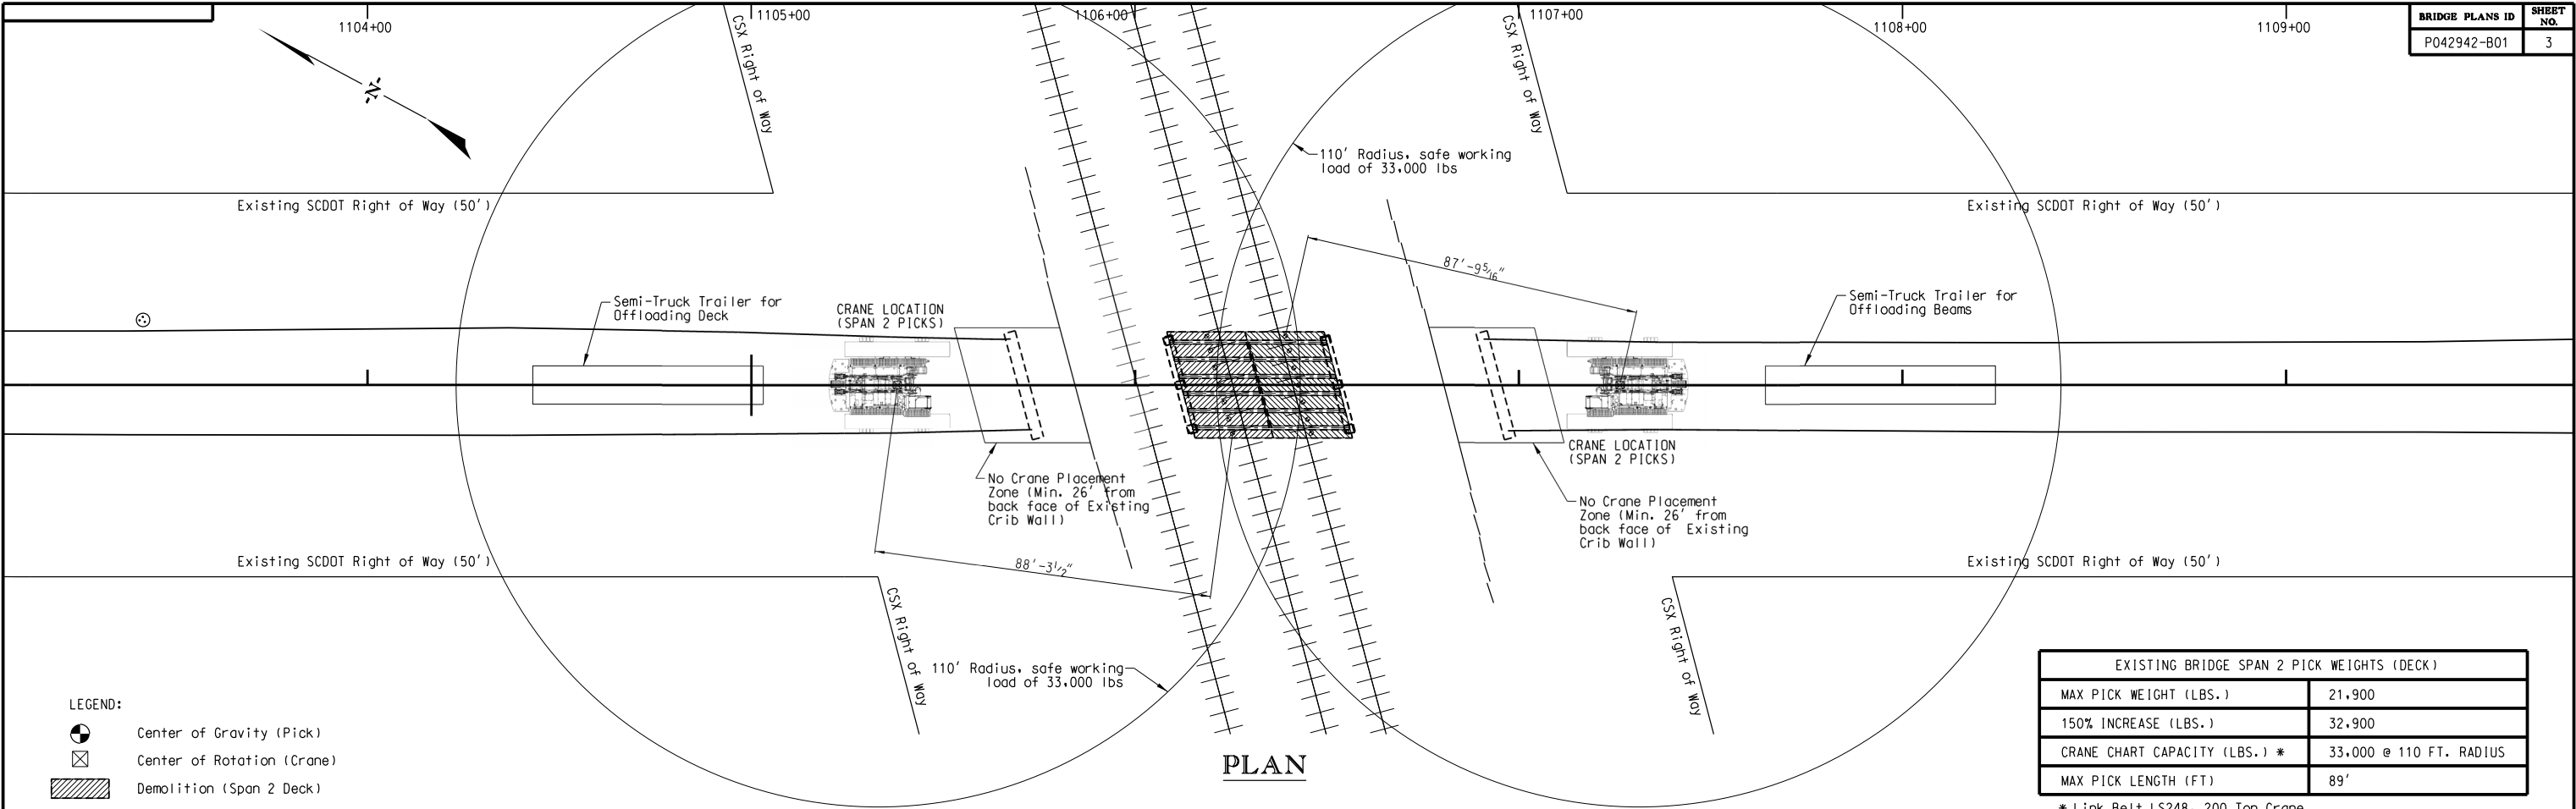 1104+00
1105+00
1106+00
1107+00
1108+00
1109+00
BRIDGE PLANS ID
SHEET
NO.
P042942-B01
3
-N-
CSX Right of Way
CSX Right of Way
110' Radius, safe working
load of 33,000 lbs
Existing SCDOT Right of Way (50')
Existing SCDOT Right of Way (50')
87'-9 5/16"
Semi-Truck Trailer for
Offloading Deck
CRANE LOCATION
(SPAN 2 PICKS)
Semi-Truck Trailer for
Offloading Beams
CRANE LOCATION
(SPAN 2 PICKS)
No Crane Placement
Zone (Min. 26' from
back face of Existing
Crib Wall)
No Crane Placement
Zone (Min. 26' from
back face of Existing
Crib Wall)
Existing SCDOT Right of Way (50')
88'-3 1/2"
Existing SCDOT Right of Way (50')
CSX Right of Way
CSX Right of Way
110' Radius, safe working
load of 33,000 lbs
LEGEND:
Center of Gravity (Pick)
Center of Rotation (Crane)
Demolition (Span 2 Deck)
PLAN
EXISTING BRIDGE SPAN 2 PICK WEIGHTS (DECK)
MAX PICK WEIGHT (LBS.) 21,900
150% INCREASE (LBS.) 32,900
CRANE CHART CAPACITY (LBS.) * 33,000 @ 110 FT. RADIUS
MAX PICK LENGTH (FT) 89'
* Link Belt LS248, 200 Ton Crane